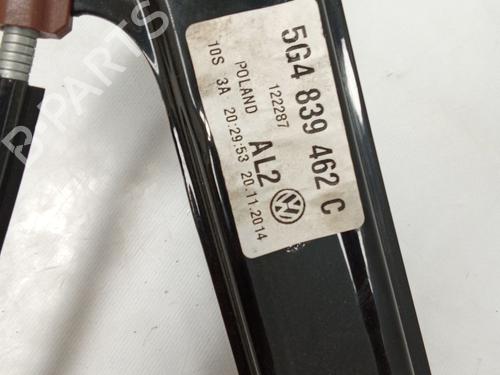 5G4 839 462 C
122287
POLAND AL2
10S 3A 20:29:53 20.11.2014
B-PARTS